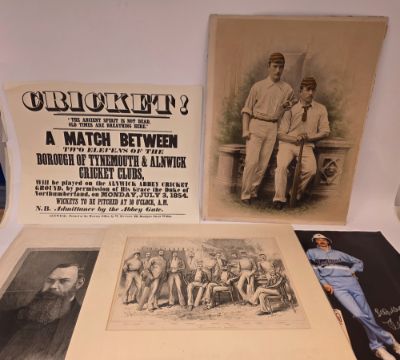 CRICKET!
"THE ANCIENT SPIRIT IS NOT DEAD
OLD TIMES ARE BREATHING HERE."
A MATCH BETWEEN
TWO ELEVENS OF THE
BOROUGH OF TYNEMOUTH & ALNWICK
CRICKET CLUBS,
Will be played on the ALNWICK ABBEY CRICKET
GROUND, by permission of His Grace the Duke of
Northumberland, on MONDAY, JULY 3, 1854.
WICKETS TO BE PITCHED AT 10 O'CLOCK, A.M.
N.B. Admittance by the Abbey Gate.